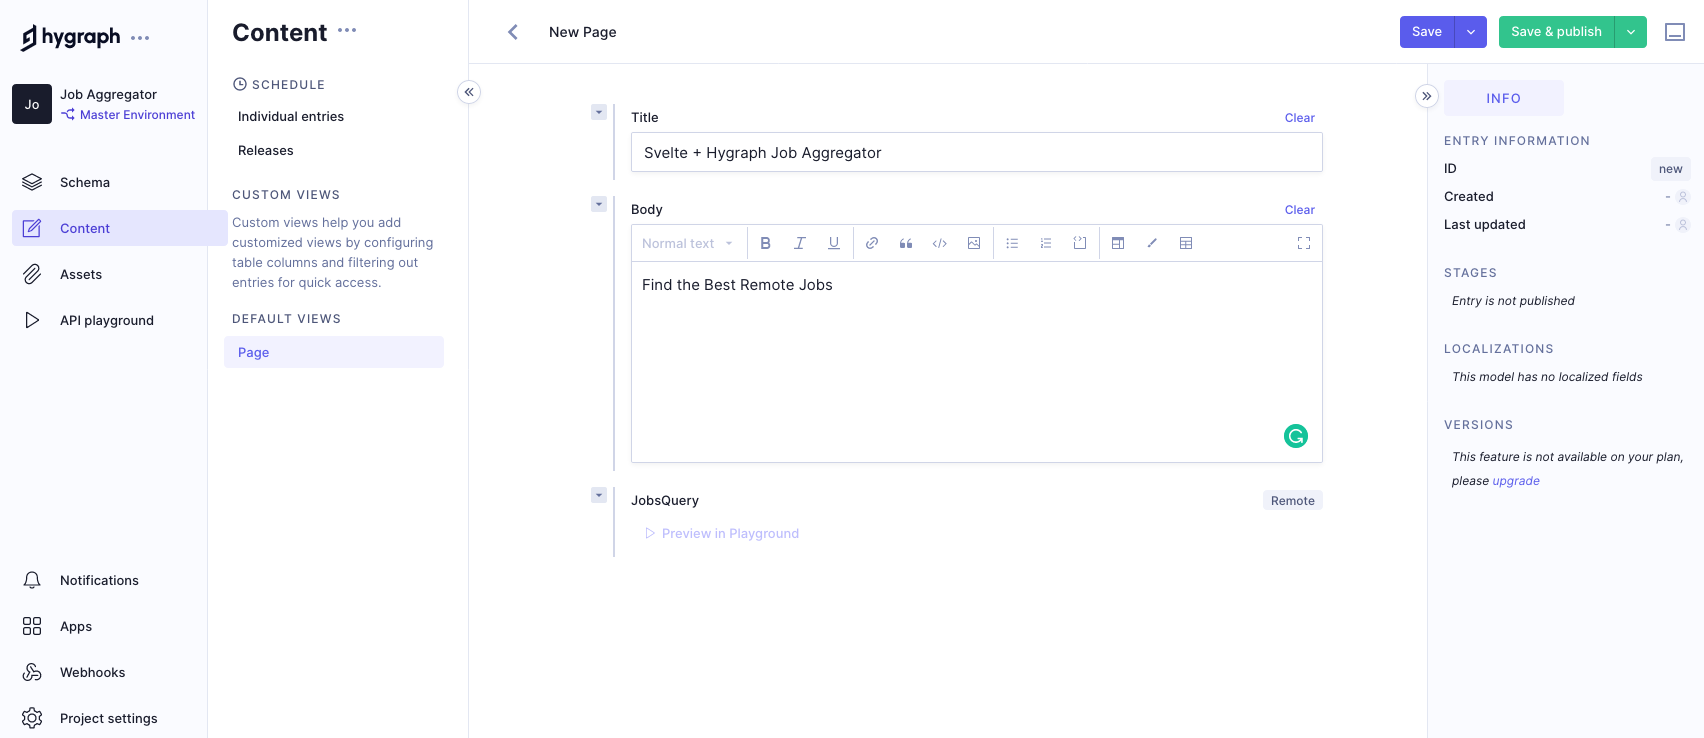 hygraph
Jo
Job Aggregator
Master Environment
Schema
Content
Assets
API playground
Notifications
Apps
Webhooks
Project settings
Content
SCHEDULE
Individual entries
Releases
CUSTOM VIEWS
Custom views help you add
customized views by configuring
table columns and filtering out
entries for quick access.
DEFAULT VIEWS
Page
New Page
Save
Save & publish
Title
Clear
Svelte + Hygraph Job Aggregator
Body
Clear
Normal text
Find the Best Remote Jobs
JobsQuery
Remote
Preview in Playground
INFO
ENTRY INFORMATION
ID
new
Created
-
Last updated
-
STAGES
Entry is not published
LOCALIZATIONS
This model has no localized fields
VERSIONS
This feature is not available on your plan,
please upgrade